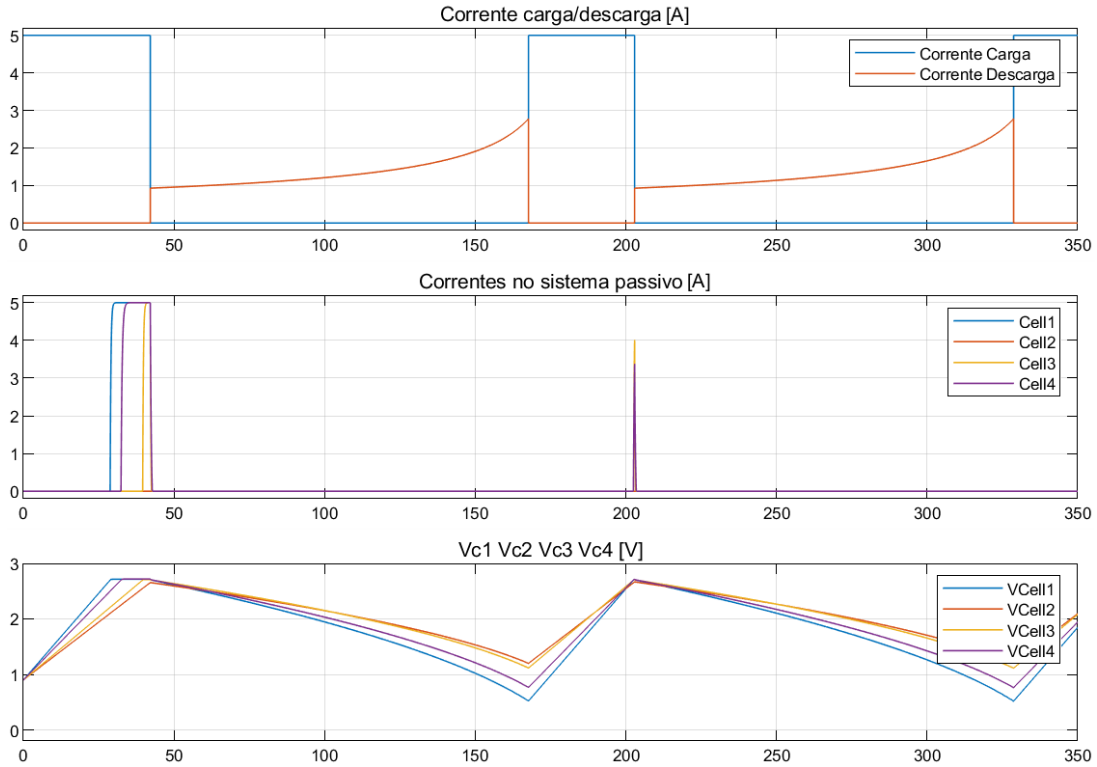 Corrente carga/descarga [A]
5
4
3
2
1
0
Corrente Carga
Corrente Descarga
0 50 100 150 200 250 300 350
Correntes no sistema passivo [A]
5
4
3
2
1
0
Cell1
Cell2
Cell3
Cell4
0 50 100 150 200 250 300 350
Vc1 Vc2 Vc3 Vc4 [V]
3
2
1
0
VCell1
VCell2
VCell3
VCell4
0 50 100 150 200 250 300 350